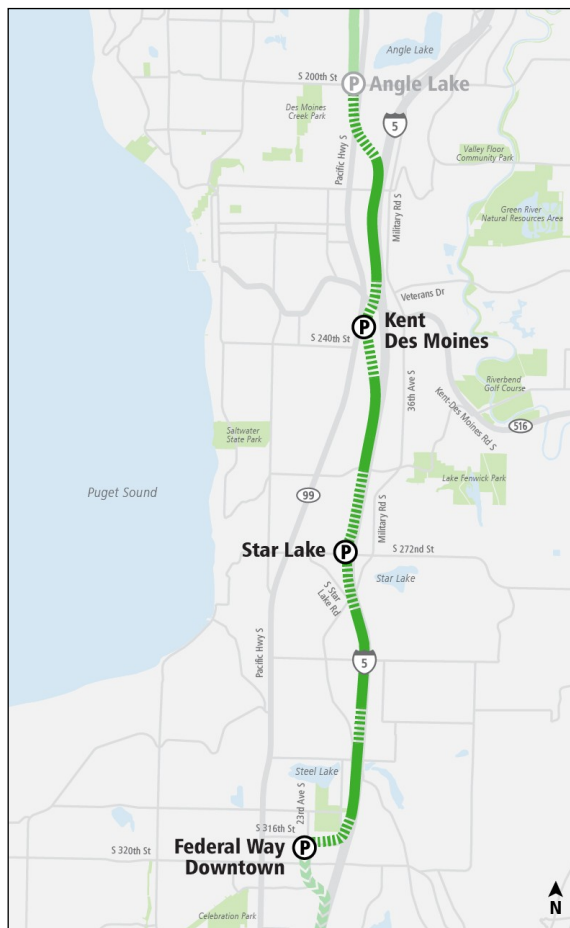 Angle Lake
S 200th St
P
Angle Lake
Des Moines
Creek Park
5
Pacific Hwy S
Valley Floor
Community Park
Military Rd S
Green River
Natural Resources Area
Veterans Dr
P
Kent
Des Moines
S 240th St
36th Ave S
Riverbend
Golf Course
Kent-Des Moines Rd S
516
Saltwater
State Park
Lake Fenwick Park
Puget Sound
99
Military Rd S
Star Lake
P
S 272nd St
Star Lake
S Star
Lake Rd
Pacific Hwy S
5
Steel Lake
23rd Ave S
S 316th St
Federal Way
Downtown
P
S 320th St
Celebration Park
N